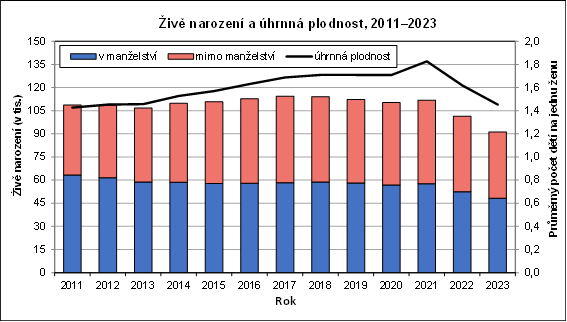 Živě narození a úhrnná plodnost, 2011–2023
v manželství
mimo manželství
úhrnná plodnost
Živě narození (v tis.)
150
135
120
105
90
75
60
45
30
15
0
2,0
1,8
1,6
1,4
1,2
1,0
0,8
0,6
0,4
0,2
0,0
Průměrný počet dětí na jednu ženu
2011 2012 2013 2014 2015 2016 2017 2018 2019 2020 2021 2022 2023
Rok